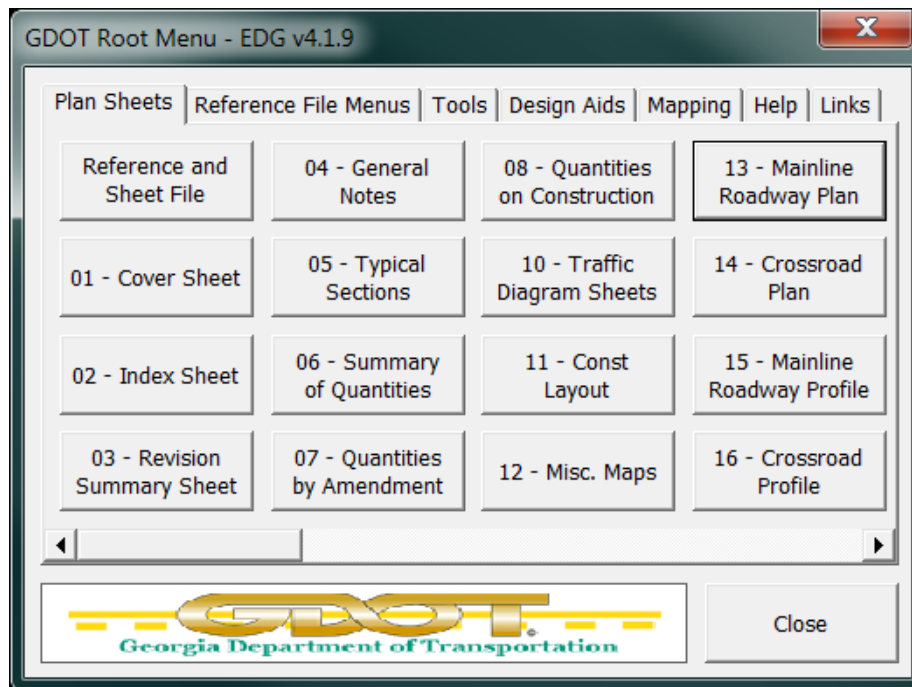 GDOT Root Menu - EDG v4.1.9
X
Plan Sheets Reference File Menus Tools Design Aids Mapping Help Links
Reference and
Sheet File
04 - General
Notes
08 - Quantities
on Construction
13 - Mainline
Roadway Plan
01 - Cover Sheet
05 - Typical
Sections
10 - Traffic
Diagram Sheets
14 - Crossroad
Plan
02 - Index Sheet
06 - Summary
of Quantities
11 - Const
Layout
15 - Mainline
Roadway Profile
03 - Revision
Summary Sheet
07 - Quantities
by Amendment
12 - Misc. Maps
16 - Crossroad
Profile
GDOT®
Georgia Department of Transportation
Close